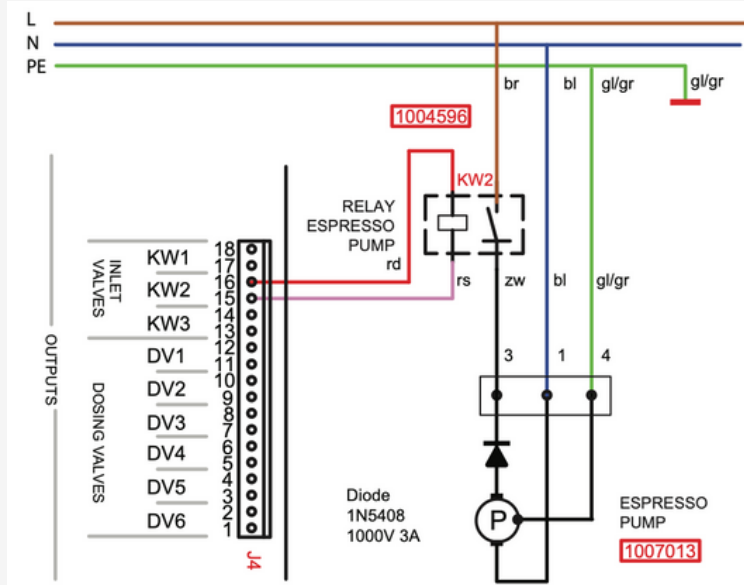 L
N
PE
br
bl
gl/gr
gl/gr
1004596
KW2
RELAY
ESPRESSO
PUMP
rd
rs
zw
bl
gl/gr
OUTPUTS
INLET
VALVES
KW1
KW2
KW3
DOSING VALVES
DV1
DV2
DV3
DV4
DV5
DV6
18
17
16
15
14
13
12
11
10
9
8
7
6
5
4
3
2
1
J4
3
1
4
Diode
1N5408
1000V 3A
P
ESPRESSO
PUMP
1007013